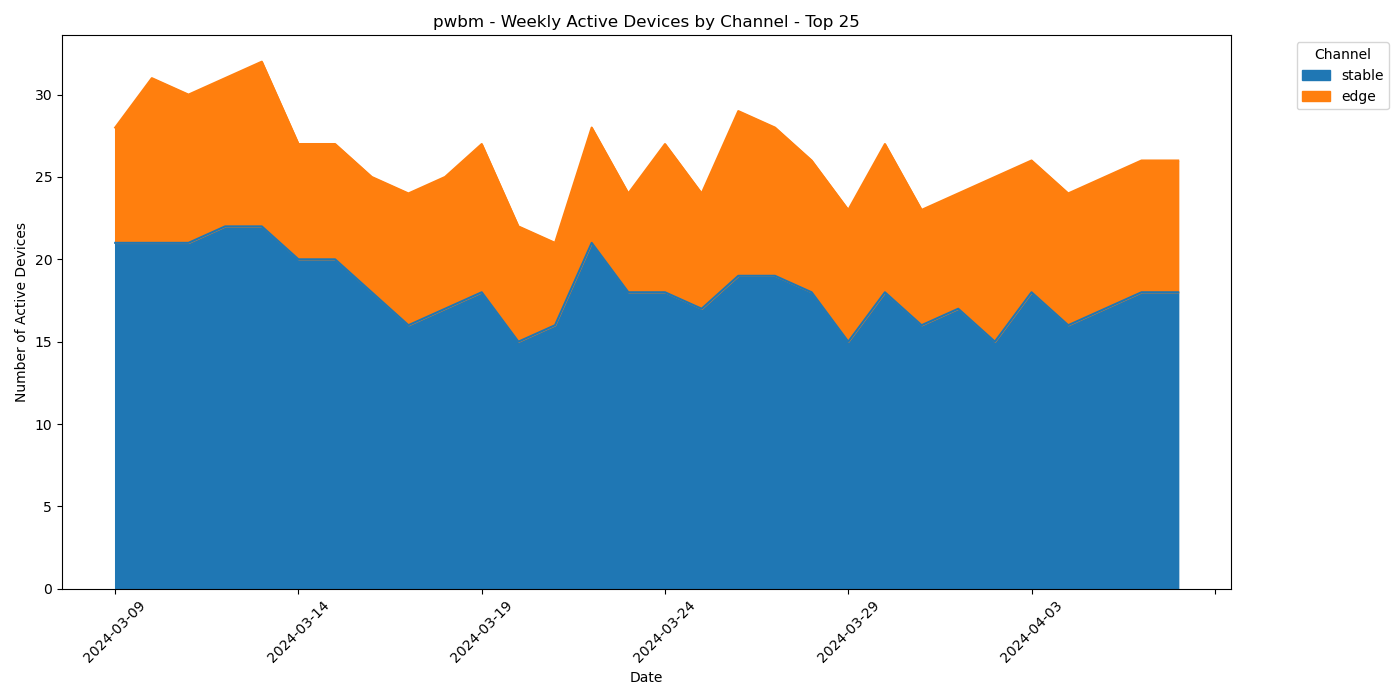 pwbm - Weekly Active Devices by Channel - Top 25
Channel
stable
edge
Number of Active Devices
30
25
20
15
10
5
0
2024-03-09
2024-03-14
2024-03-19
2024-03-24
2024-03-29
2024-04-03
Date